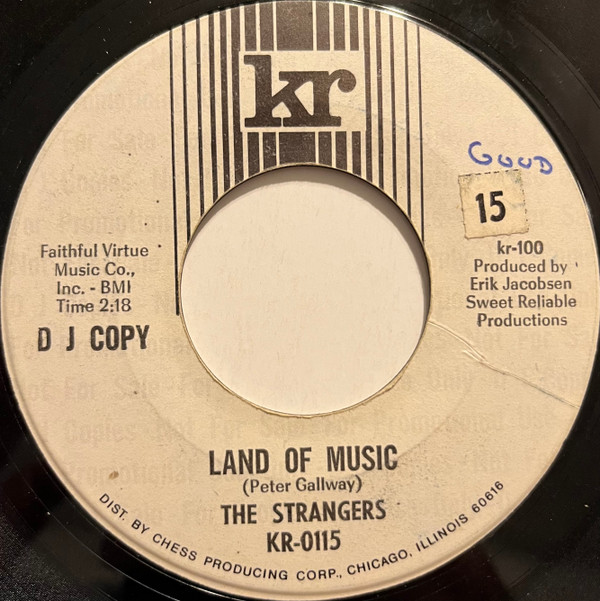 kr
GOOD
15
Faithful Virtue
Music Co.,
Inc. - BMI
Time 2:18
D J COPY
kr-100
Produced by
Erik Jacobsen
Sweet Reliable
Productions
LAND OF MUSIC
(Peter Gallway)
THE STRANGERS
KR-0115
DIST. BY CHESS PRODUCING CORP., CHICAGO, ILLINOIS 60616